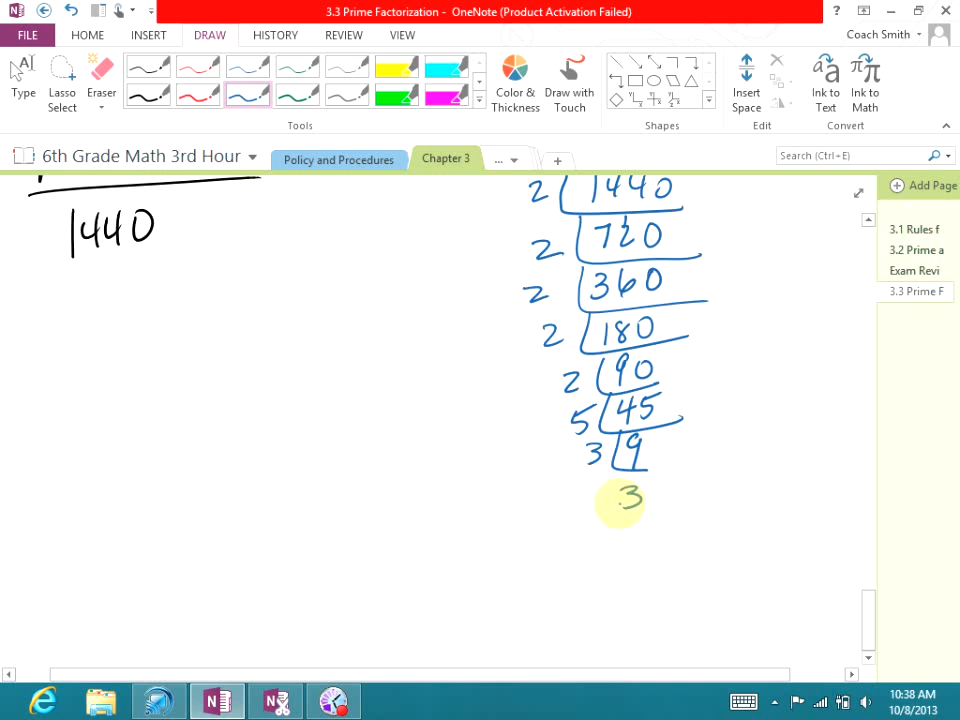 3.3 Prime Factorization - OneNote (Product Activation Failed)
FILE HOME INSERT DRAW HISTORY REVIEW VIEW Coach Smith
Type Lasso Select Eraser Color & Thickness Draw with Touch Insert Space Ink to Text Ink to Math
Tools Shapes Edit Convert
6th Grade Math 3rd Hour Policy and Procedures Chapter 3 ... Search (Ctrl+E)
Add Page
3.1 Rules f
3.2 Prime a
Exam Revi
3.3 Prime F
1440
2 1440
2 720
2 360
2 180
2 90
5 45
3 9
3
10:38 AM
10/8/2013